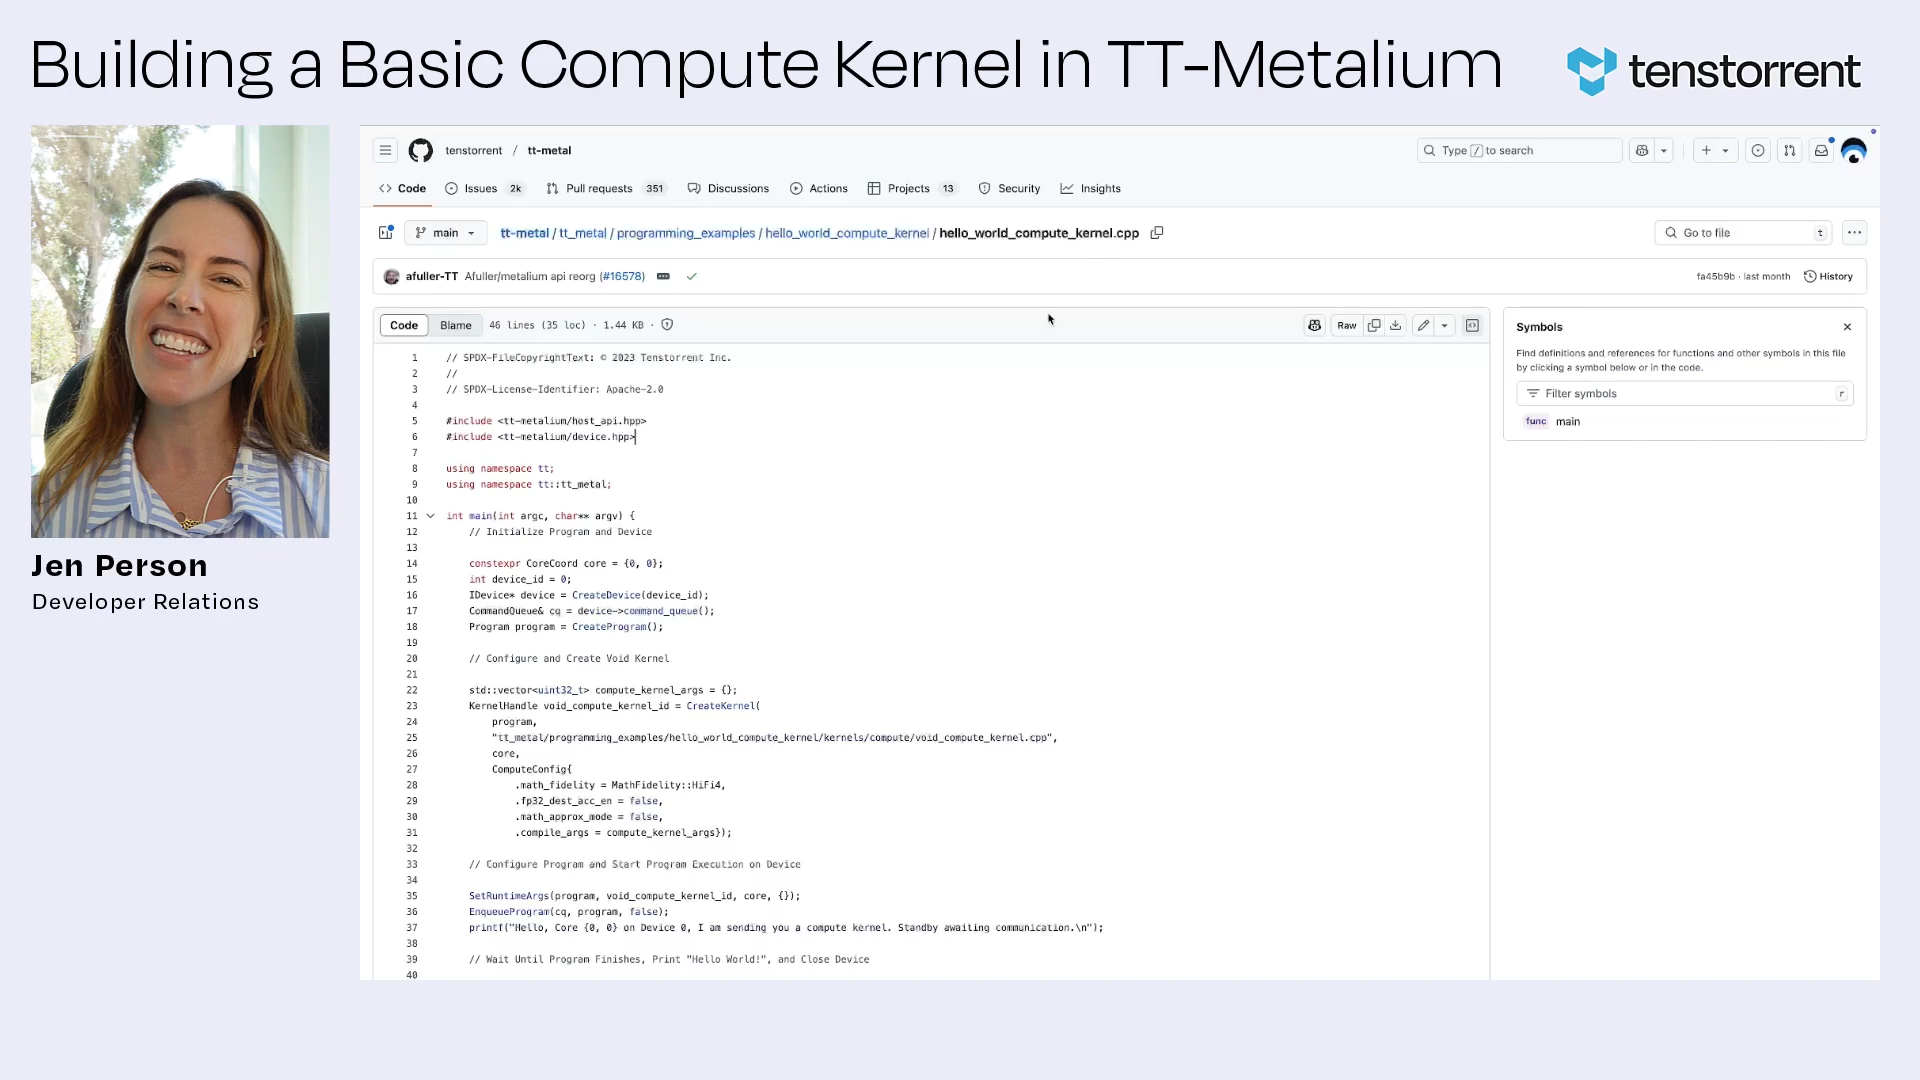 Building a Basic Compute Kernel in TT-Metalium
tenstorrent
Jen Person
Developer Relations
tenstorrent / tt-metal
Type / to search
Code Issues 2k Pull requests 351 Discussions Actions Projects 13 Security Insights
main tt-metal / tt_metal / programming_examples / hello_world_compute_kernel / hello_world_compute_kernel.cpp
Go to file t
afuller-TT Afuller/metalium api reorg (#16578)
fa45b9b · last month History
Code Blame 46 lines (35 loc) · 1.44 KB ·
Raw
1 // SPDX-FileCopyrightText: © 2023 Tenstorrent Inc.
2 //
3 // SPDX-License-Identifier: Apache-2.0
4
5 #include <tt-metalium/host_api.hpp>
6 #include <tt-metalium/device.hpp>
7
8 using namespace tt;
9 using namespace tt::tt_metal;
10
11 int main(int argc, char** argv) {
12 // Initialize Program and Device
13
14 constexpr CoreCoord core = {0, 0};
15 int device_id = 0;
16 IDevice* device = CreateDevice(device_id);
17 CommandQueue& cq = device->command_queue();
18 Program program = CreateProgram();
19
20 // Configure and Create Void Kernel
21
22 std::vector<uint32_t> compute_kernel_args = {};
23 KernelHandle void_compute_kernel_id = CreateKernel(
24 program,
25 "tt_metal/programming_examples/hello_world_compute_kernel/kernels/compute/void_compute_kernel.cpp",
26 core,
27 ComputeConfig{
28 .math_fidelity = MathFidelity::HiFi4,
29 .fp32_dest_acc_en = false,
30 .math_approx_mode = false,
31 .compile_args = compute_kernel_args});
32
33 // Configure Program and Start Program Execution on Device
34
35 SetRuntimeArgs(program, void_compute_kernel_id, core, {});
36 EnqueueProgram(cq, program, false);
37 printf("Hello, Core {0, 0} on Device 0, I am sending you a compute kernel. Standby awaiting communication.\n");
38
39 // Wait Until Program Finishes, Print "Hello World!", and Close Device
40
Symbols
Find definitions and references for functions and other symbols in this file
by clicking a symbol below or in the code.
Filter symbols r
func main